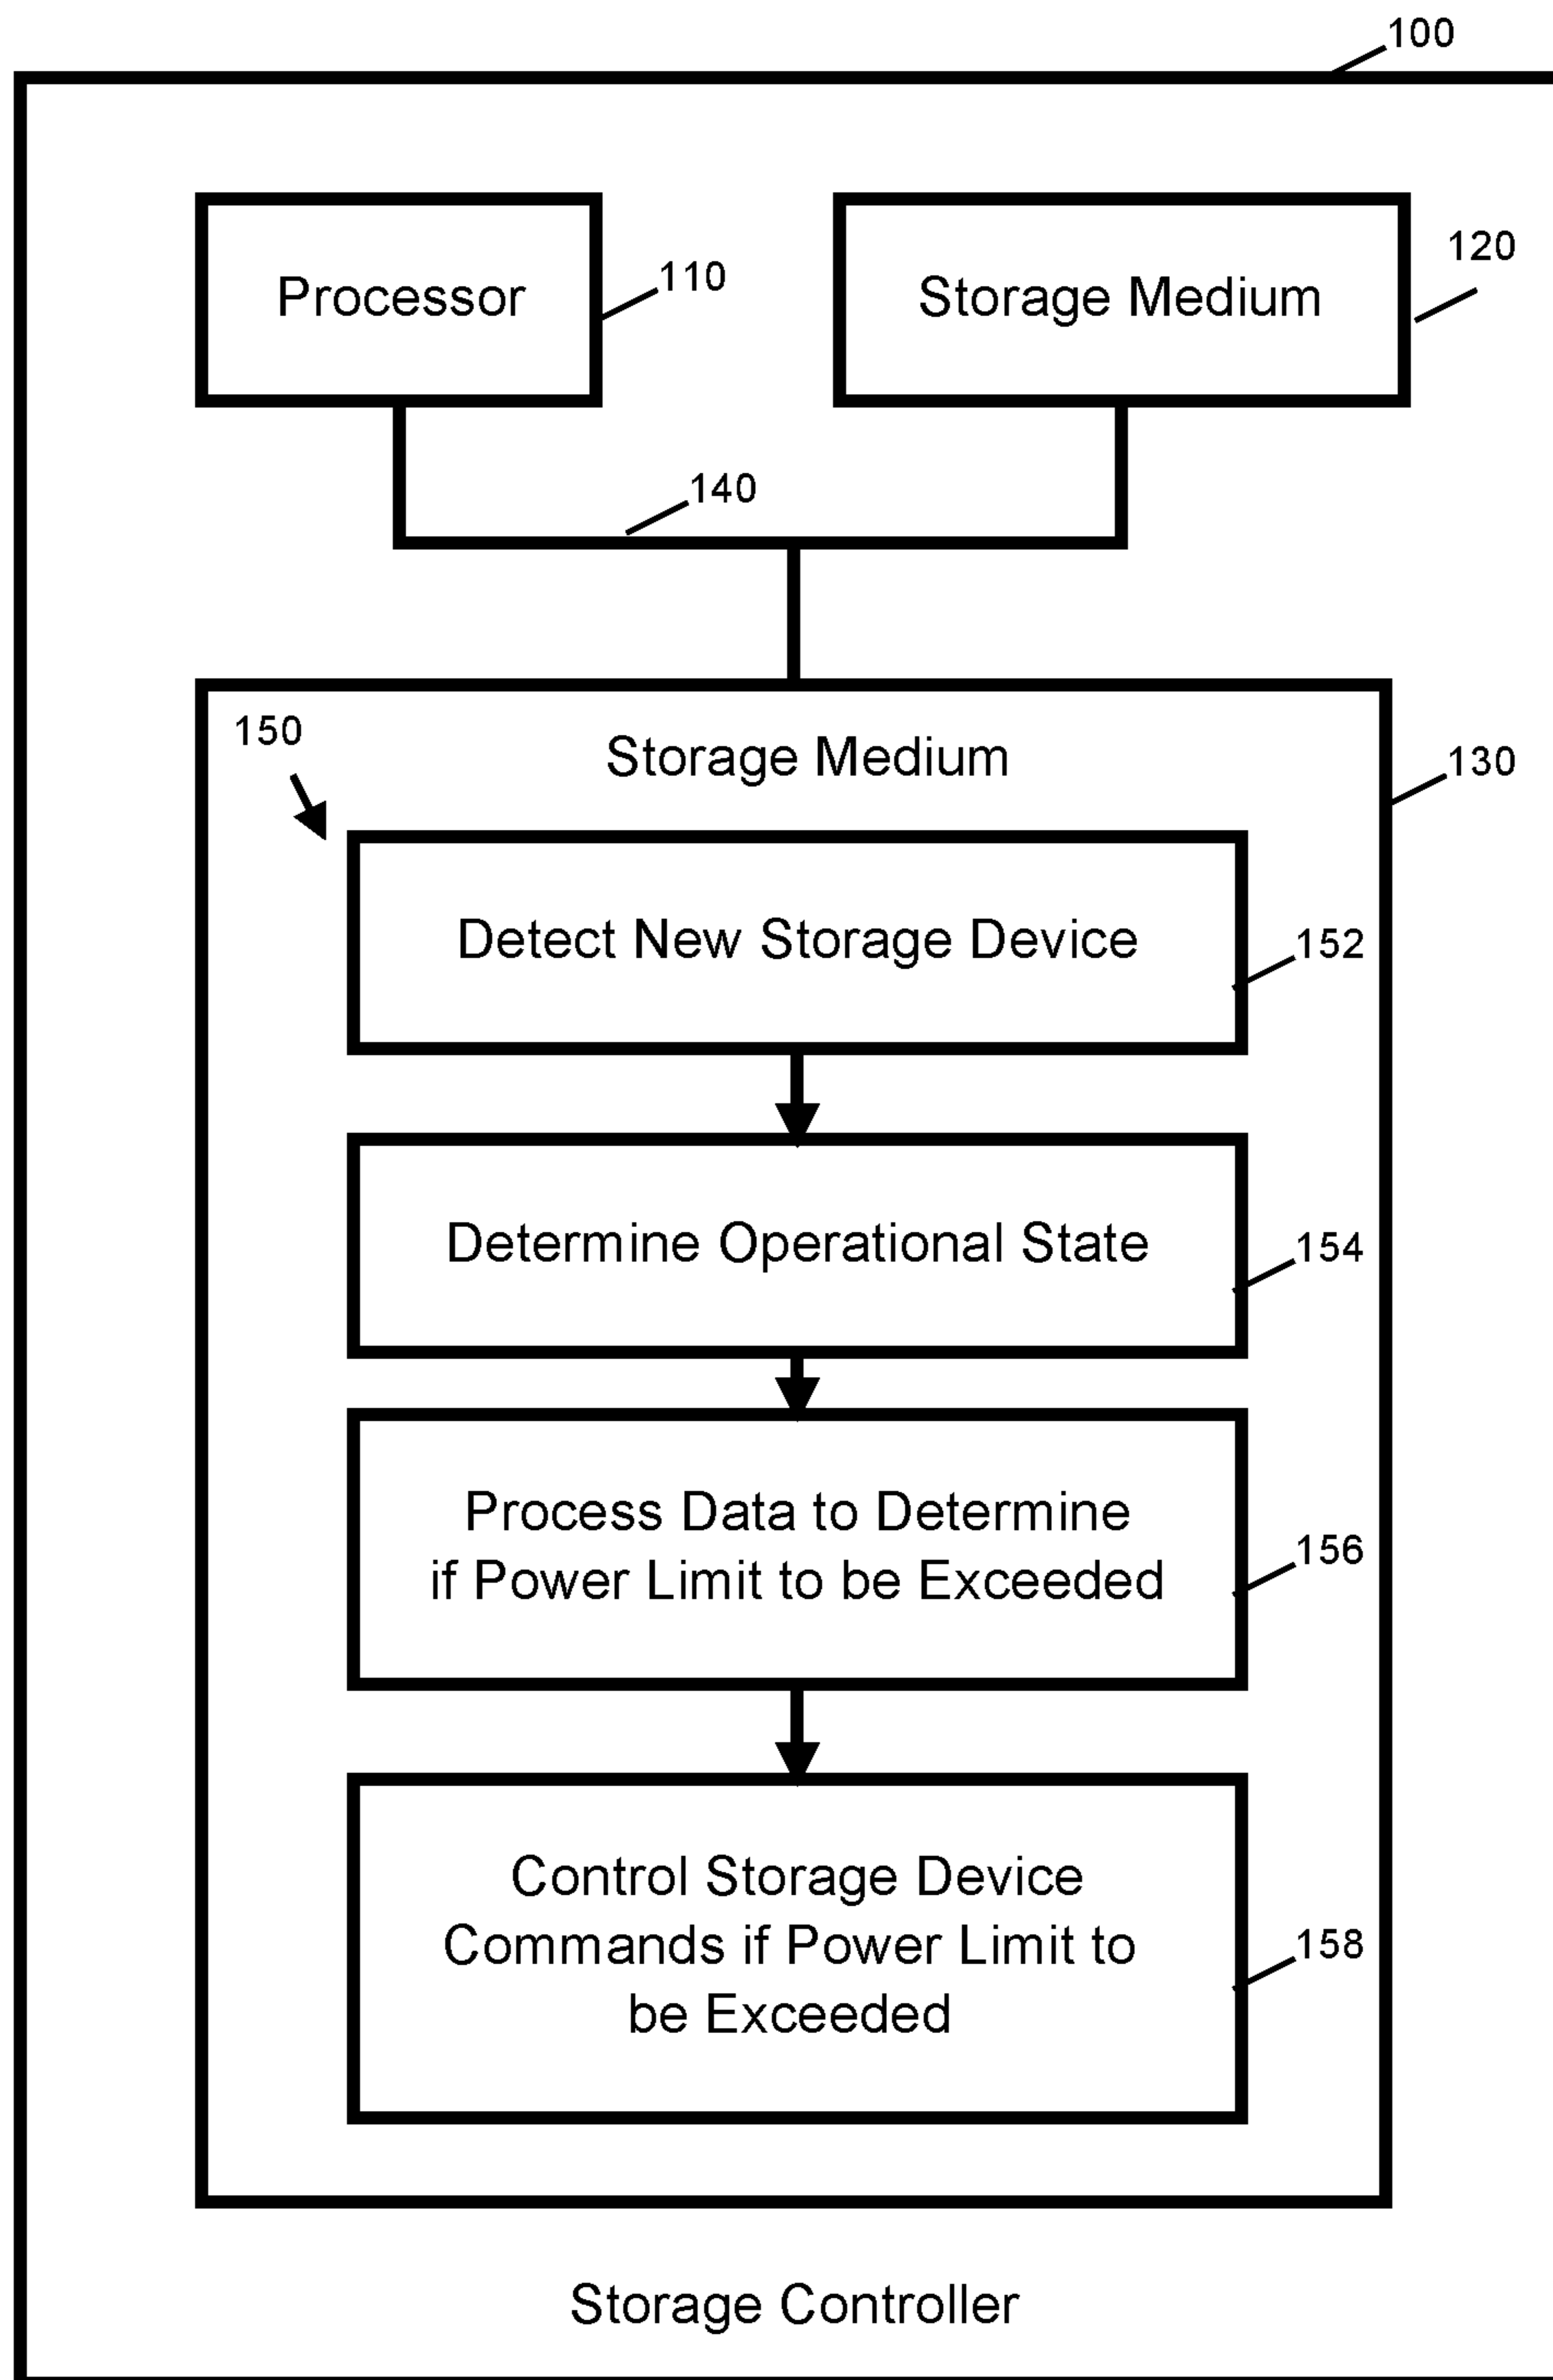 100
Processor
110
Storage Medium
120
140
150
Storage Medium
130
Detect New Storage Device
152
Determine Operational State
154
Process Data to Determine
if Power Limit to be Exceeded
156
Control Storage Device
Commands if Power Limit to
be Exceeded
158
Storage Controller